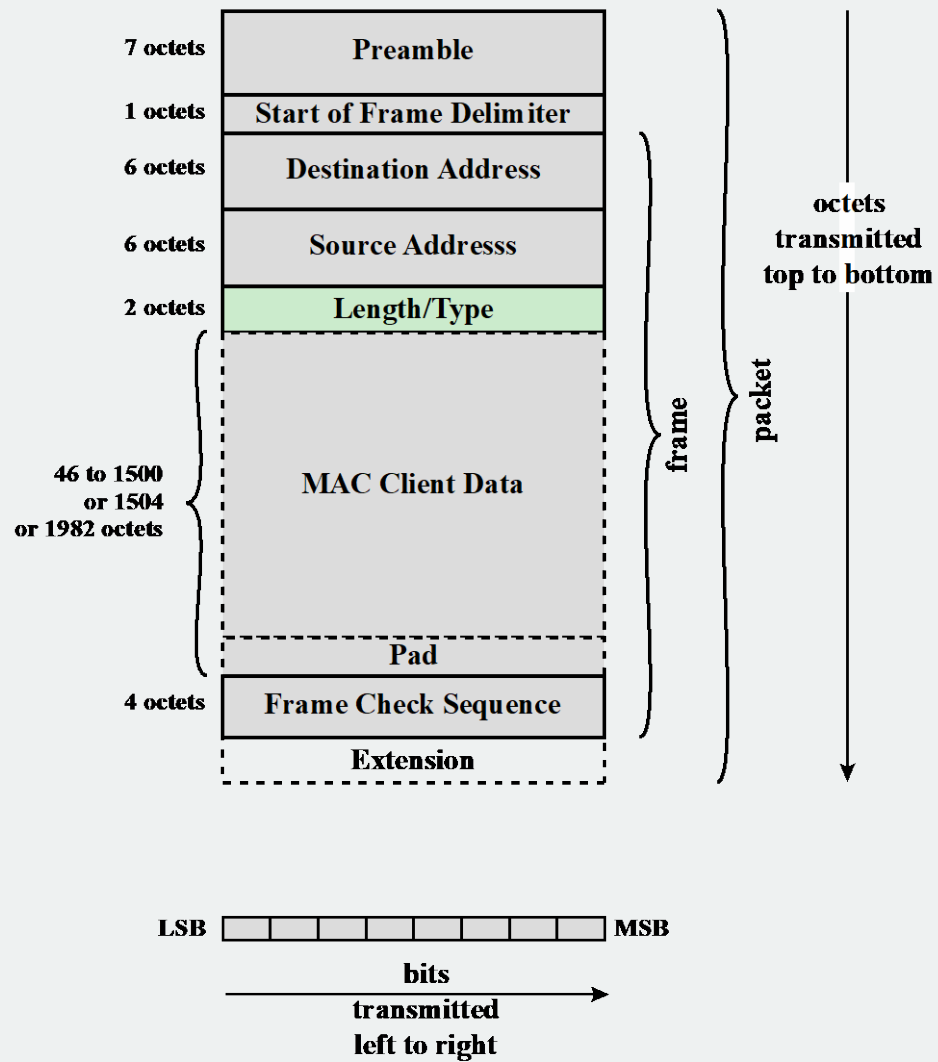 7 octets
Preamble
1 octets
Start of Frame Delimiter
6 octets
Destination Address
6 octets
Source Addresss
2 octets
Length/Type
46 to 1500
or 1504
or 1982 octets
MAC Client Data
Pad
4 octets
Frame Check Sequence
Extension
frame
packet
octets
transmitted
top to bottom
LSB
MSB
bits
transmitted
left to right